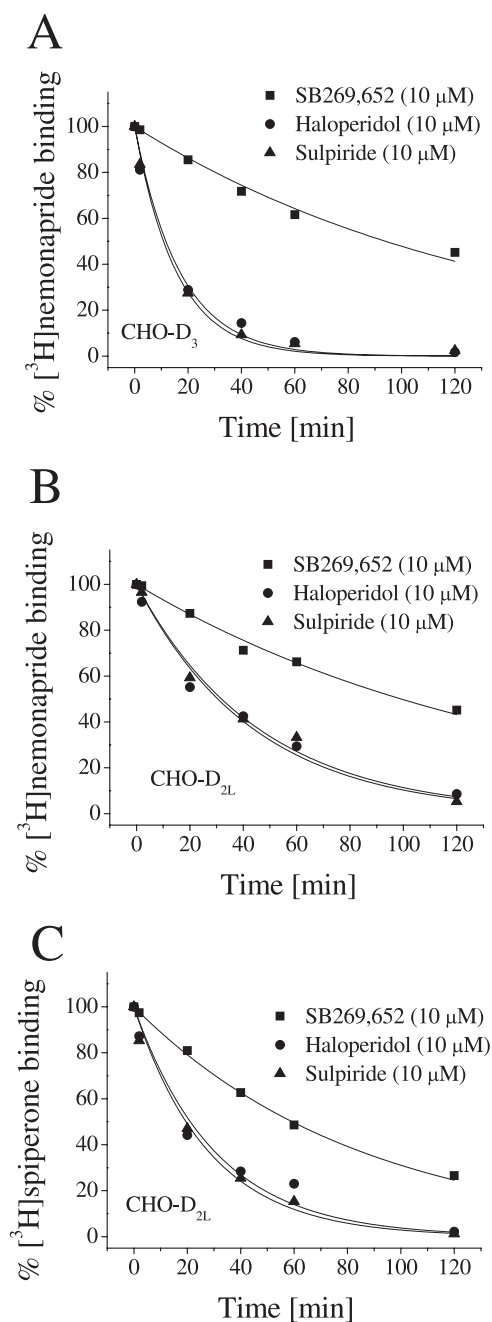 A
SB269,652 (10 μM)
Haloperidol (10 μM)
Sulpiride (10 μM)
% [³H]nemonapride binding
100
80
60
40
20
0
CHO-D₃
0 20 40 60 80 100 120
Time [min]
B
SB269,652 (10 μM)
Haloperidol (10 μM)
Sulpiride (10 μM)
% [³H]nemonapride binding
100
80
60
40
20
0
CHO-D₂L
0 20 40 60 80 100 120
Time [min]
C
SB269,652 (10 μM)
Haloperidol (10 μM)
Sulpiride (10 μM)
% [³H]spiperone binding
100
80
60
40
20
0
CHO-D₂L
0 20 40 60 80 100 120
Time [min]